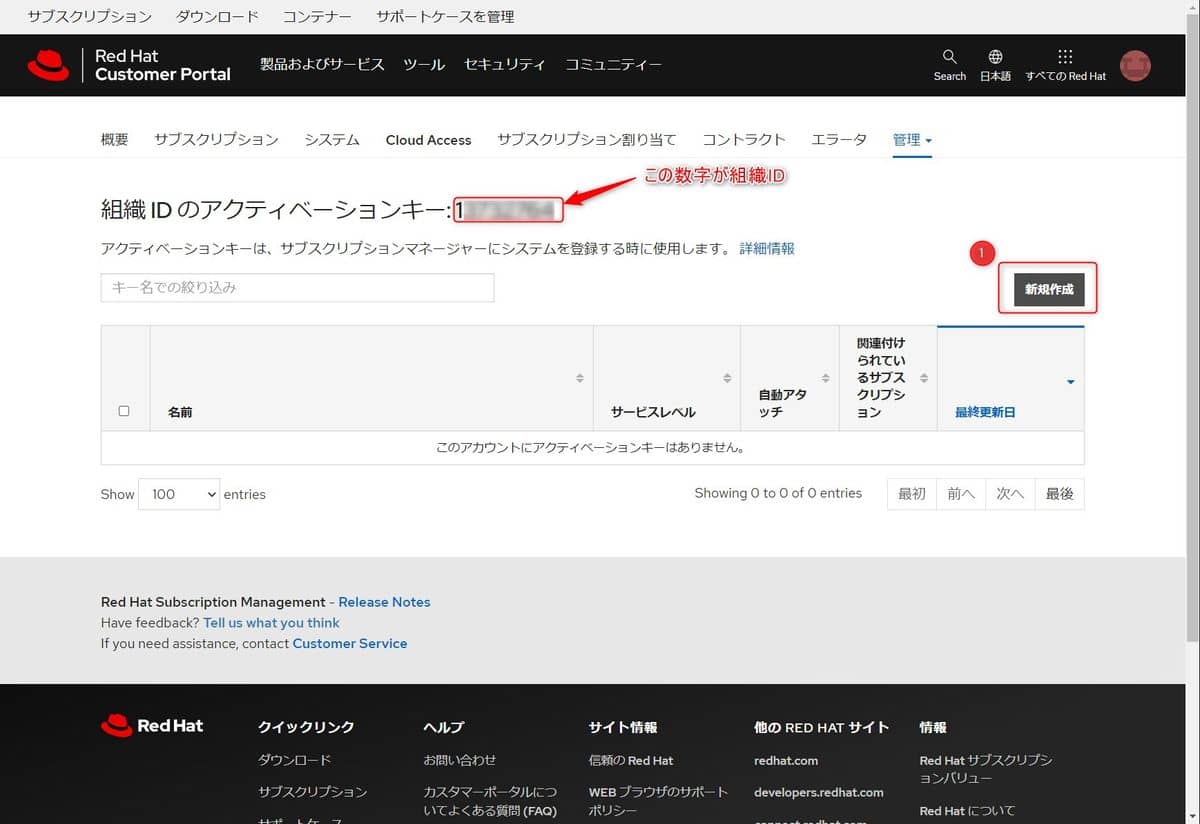 サブスクリプション ダウンロード コンテナー サポートケースを管理
Red Hat
Customer Portal
製品およびサービス ツール セキュリティ コミュニティー
Search 日本語 すべての Red Hat
概要 サブスクリプション システム Cloud Access サブスクリプション割り当て コントラクト エラータ 管理
この数字が組織ID
組織 ID のアクティベーションキー: 1
アクティベーションキーは、サブスクリプションマネージャーにシステムを登録する時に使用します。 詳細情報
1
キー名での絞り込み
新規作成
名前
サービスレベル
自動アタ
ッチ
関連付け
られてい
るサブス
クリプシ
ョン
最終更新日
このアカウントにアクティベーションキーはありません。
Show 100 entries
Showing 0 to 0 of 0 entries
最初 前へ 次へ 最後
Red Hat Subscription Management - Release Notes
Have feedback? Tell us what you think
If you need assistance, contact Customer Service
Red Hat
クイックリンク
ダウンロード
サブスクリプション
サポートケース
ヘルプ
お問い合わせ
カスタマーポータルにつ
いてよくある質問 (FAQ)
サイト情報
信頼の Red Hat
WEB ブラウザのサポート
ポリシー
他の RED HAT サイト
redhat.com
developers.redhat.com
connect.redhat.com
情報
Red Hat サブスクリプシ
ョンバリュー
Red Hat について